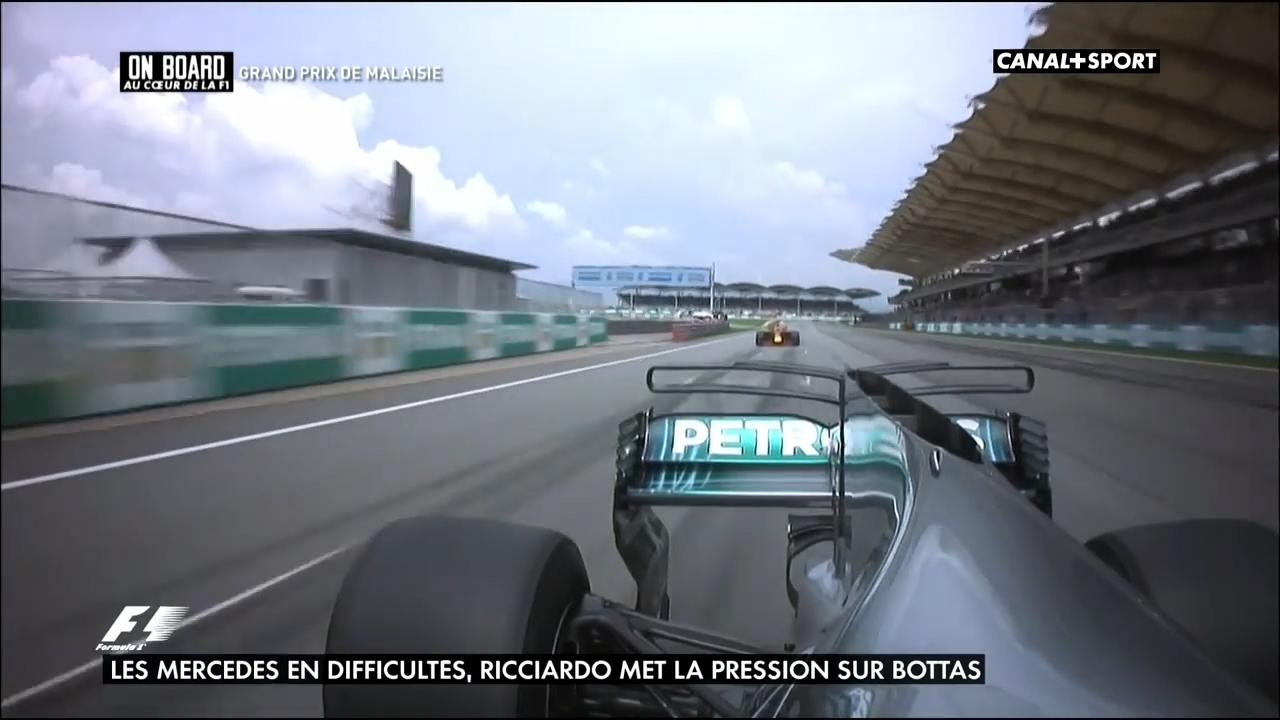 ON BOARD
AU CŒUR DE LA F1
GRAND PRIX DE MALAISIE
CANAL+SPORT
PETR
S
F1
Formula 1
LES MERCEDES EN DIFFICULTÉS, RICCIARDO MET LA PRESSION SUR BOTTAS